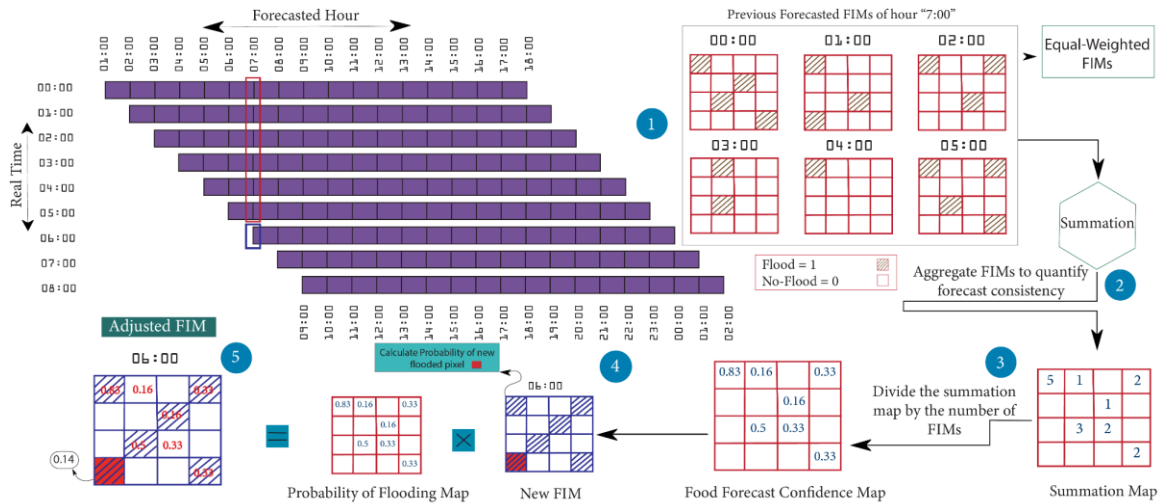 Forecasted Hour
01:00 02:00 03:00 04:00 05:00 06:00 07:00 08:00 09:00 10:00 11:00 12:00 13:00 14:00 15:00 16:00 17:00 18:00
Real Time
00:00
01:00
02:00
03:00
04:00
05:00
06:00
07:00
08:00
09:00 10:00 11:00 12:00 13:00 14:00 15:00 16:00 17:00 18:00 19:00 20:00 21:00 22:00 23:00 00:00 01:00 02:00
Previous Forecasted FIMs of hour “7:00”
00:00 01:00 02:00
03:00 04:00 05:00
1
Equal-Weighted
FIMs
Summation
Flood = 1
No-Flood = 0
Aggregate FIMs to quantify
forecast consistency
2
3
Divide the summation
map by the number of
FIMs
5 1 2
1
3 2
2
Summation Map
0.83 0.16 0.33
0.16
0.5 0.33
0.33
Food Forecast Confidence Map
4
Calculate Probability of new
flooded pixel
06:00
New FIM
×
0.83 0.16 0.33
0.16
0.5 0.33
0.33
Probability of Flooding Map
=
Adjusted FIM
5
06:00
0.83 0.16 0.33
0.16
0.5 0.33
0.33
0.14